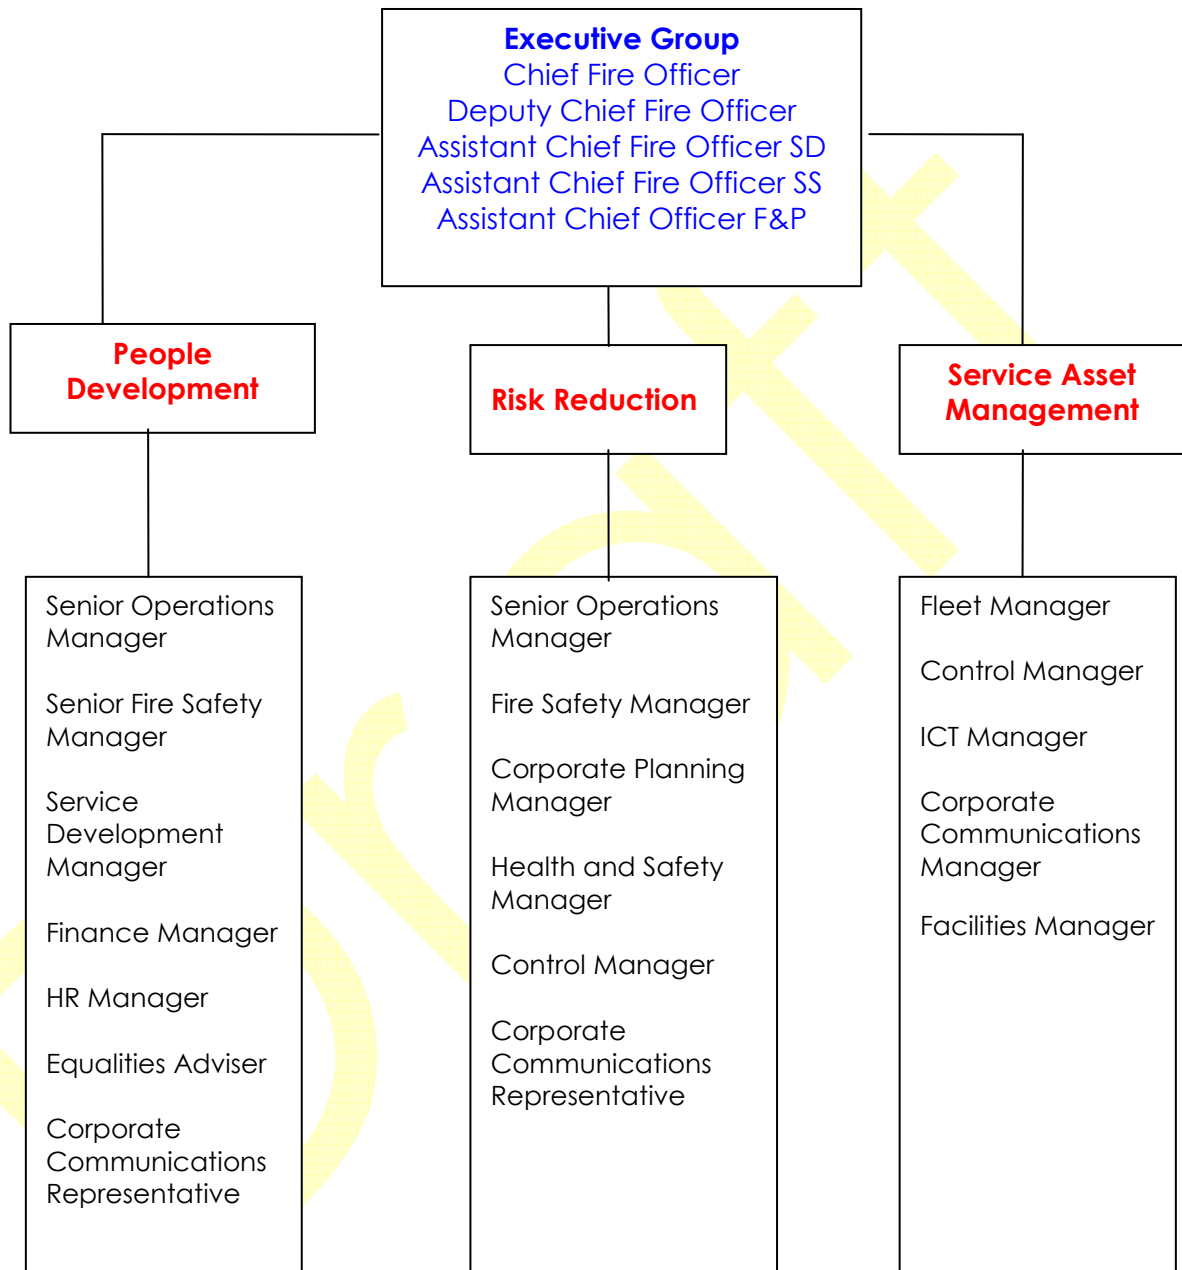 Executive Group
Chief Fire Officer
Deputy Chief Fire Officer
Assistant Chief Fire Officer SD
Assistant Chief Fire Officer SS
Assistant Chief Officer F&P
People
Development
Risk Reduction
Service Asset
Management
Senior Operations
Manager
Senior Fire Safety
Manager
Service
Development
Manager
Finance Manager
HR Manager
Equalities Adviser
Corporate
Communications
Representative
Senior Operations
Manager
Fire Safety Manager
Corporate Planning
Manager
Health and Safety
Manager
Control Manager
Corporate
Communications
Representative
Fleet Manager
Control Manager
ICT Manager
Corporate
Communications
Manager
Facilities Manager
Draft